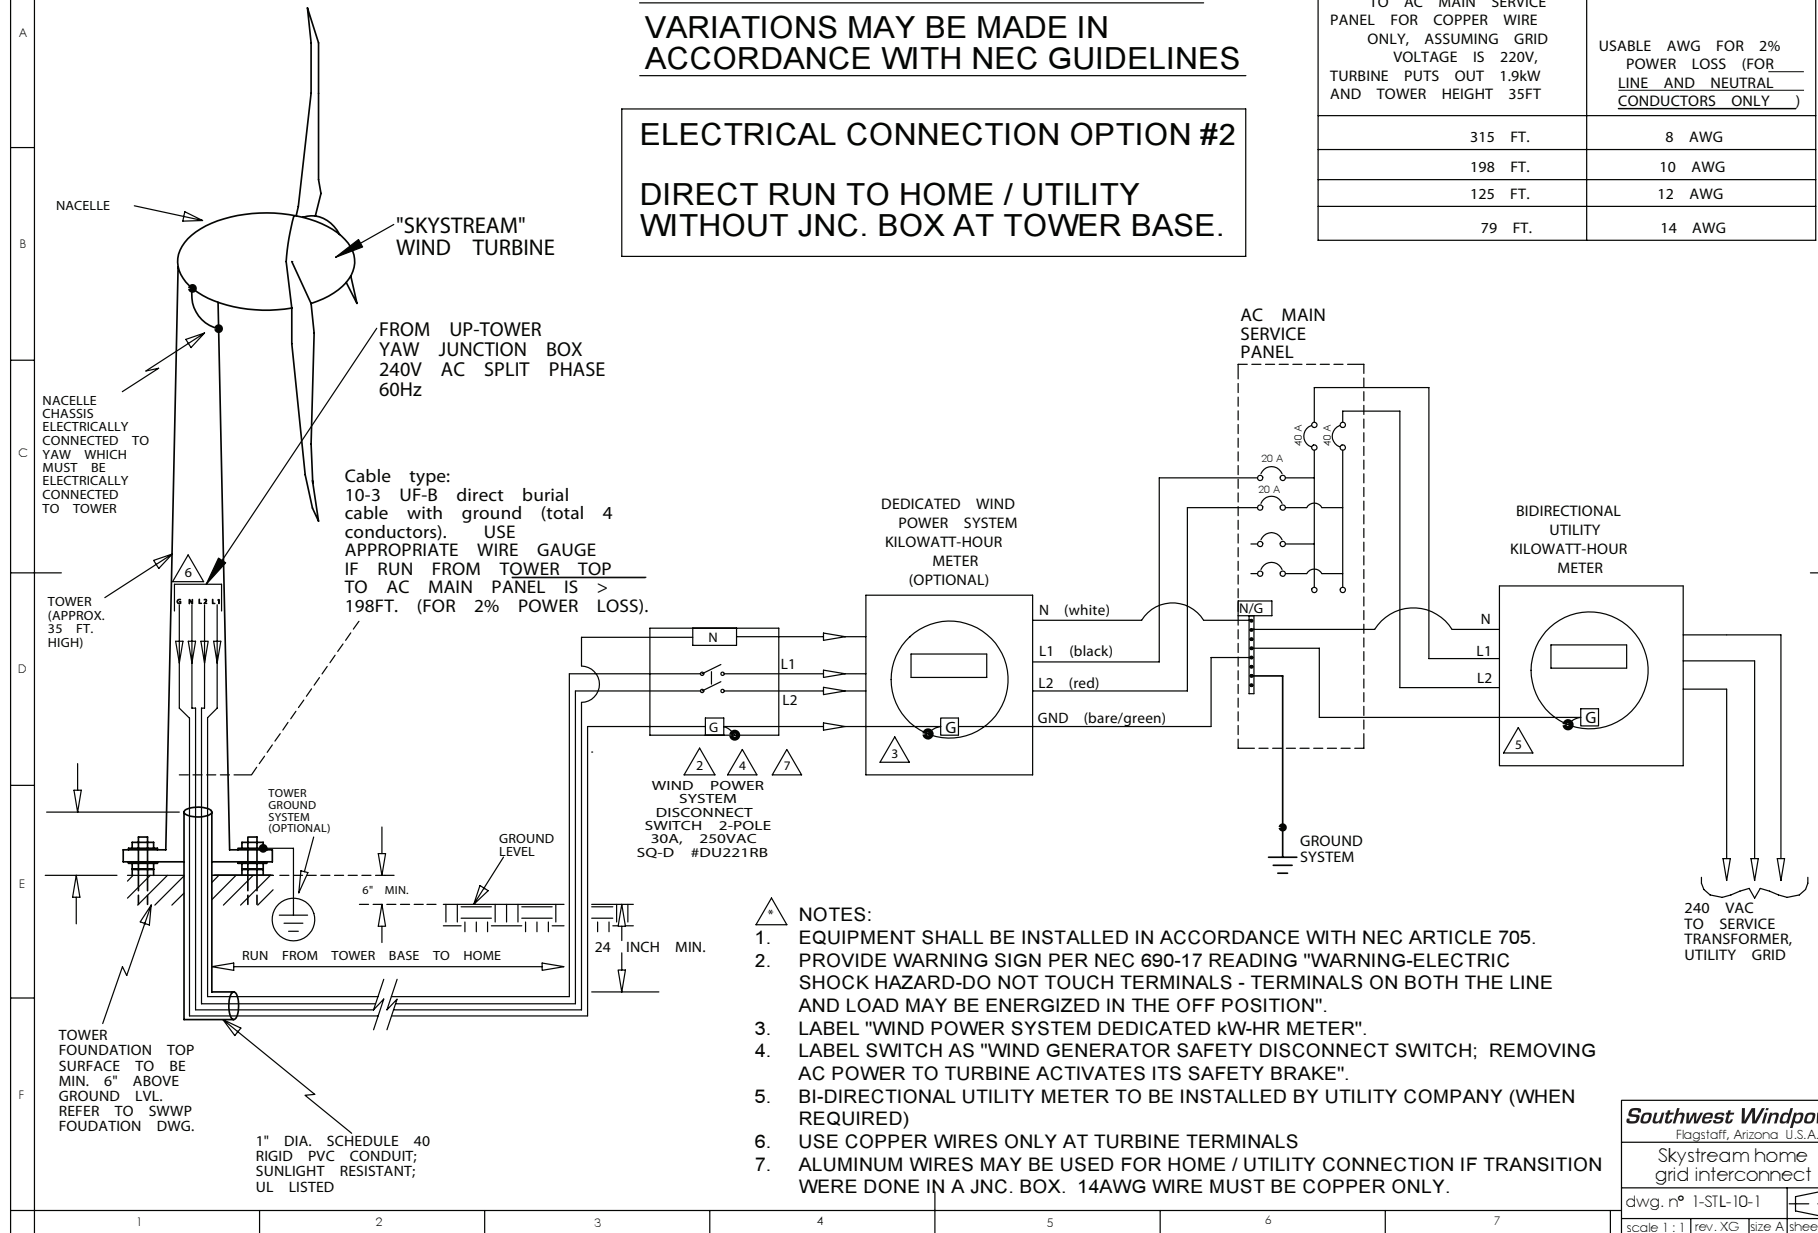 VARIATIONS MAY BE MADE IN
ACCORDANCE WITH NEC GUIDELINES
ELECTRICAL CONNECTION OPTION #2
DIRECT RUN TO HOME / UTILITY
WITHOUT JNC. BOX AT TOWER BASE.
TO AC MAIN SERVICE
PANEL FOR COPPER WIRE
ONLY, ASSUMING GRID
VOLTAGE IS 220V,
TURBINE PUTS OUT 1.9kW
AND TOWER HEIGHT 35FT
USABLE AWG FOR 2%
POWER LOSS (FOR
LINE AND NEUTRAL
CONDUCTORS ONLY )
315 FT. 8 AWG
198 FT. 10 AWG
125 FT. 12 AWG
79 FT. 14 AWG
A
B
C
D
E
F
NACELLE
"SKYSTREAM"
WIND TURBINE
FROM UP-TOWER
YAW JUNCTION BOX
240V AC SPLIT PHASE
60Hz
NACELLE
CHASSIS
ELECTRICALLY
CONNECTED TO
YAW WHICH
MUST BE
ELECTRICALLY
CONNECTED
TO TOWER
Cable type:
10-3 UF-B direct burial
cable with ground (total 4
conductors). USE
APPROPRIATE WIRE GAUGE
IF RUN FROM TOWER TOP
TO AC MAIN PANEL IS >
198FT. (FOR 2% POWER LOSS).
6
G N L2 L1
TOWER
(APPROX.
35 FT.
HIGH)
DEDICATED WIND
POWER SYSTEM
KILOWATT-HOUR
METER
(OPTIONAL)
AC MAIN
SERVICE
PANEL
40 A
40 A
20 A
20 A
N/G
BIDIRECTIONAL
UTILITY
KILOWATT-HOUR
METER
N
L1
L2
G
N (white)
L1 (black)
L2 (red)
GND (bare/green)
G
3
N
L1
L2
G
5
2 4 7
WIND POWER
SYSTEM
DISCONNECT
SWITCH 2-POLE
30A, 250VAC
SQ-D #DU221RB
TOWER
GROUND
SYSTEM
(OPTIONAL)
6" MIN.
GROUND
LEVEL
24 INCH MIN.
RUN FROM TOWER BASE TO HOME
GROUND
SYSTEM
240 VAC
TO SERVICE
TRANSFORMER,
UTILITY GRID
TOWER
FOUNDATION TOP
SURFACE TO BE
MIN. 6" ABOVE
GROUND LVL.
REFER TO SWWP
FOUDATION DWG.
1" DIA. SCHEDULE 40
RIGID PVC CONDUIT;
SUNLIGHT RESISTANT;
UL LISTED
* NOTES:
1. EQUIPMENT SHALL BE INSTALLED IN ACCORDANCE WITH NEC ARTICLE 705.
2. PROVIDE WARNING SIGN PER NEC 690-17 READING "WARNING-ELECTRIC
SHOCK HAZARD-DO NOT TOUCH TERMINALS - TERMINALS ON BOTH THE LINE
AND LOAD MAY BE ENERGIZED IN THE OFF POSITION".
3. LABEL "WIND POWER SYSTEM DEDICATED kW-HR METER".
4. LABEL SWITCH AS "WIND GENERATOR SAFETY DISCONNECT SWITCH; REMOVING
AC POWER TO TURBINE ACTIVATES ITS SAFETY BRAKE".
5. BI-DIRECTIONAL UTILITY METER TO BE INSTALLED BY UTILITY COMPANY (WHEN
REQUIRED)
6. USE COPPER WIRES ONLY AT TURBINE TERMINALS
7. ALUMINUM WIRES MAY BE USED FOR HOME / UTILITY CONNECTION IF TRANSITION
WERE DONE IN A JNC. BOX. 14AWG WIRE MUST BE COPPER ONLY.
Southwest Windpo
Flagstaff, Arizona U.S.A.
Skystream home
grid interconnect
dwg. nº 1-STL-10-1
scale 1 : 1 rev. XG size A shee
1 2 3 4 5 6 7